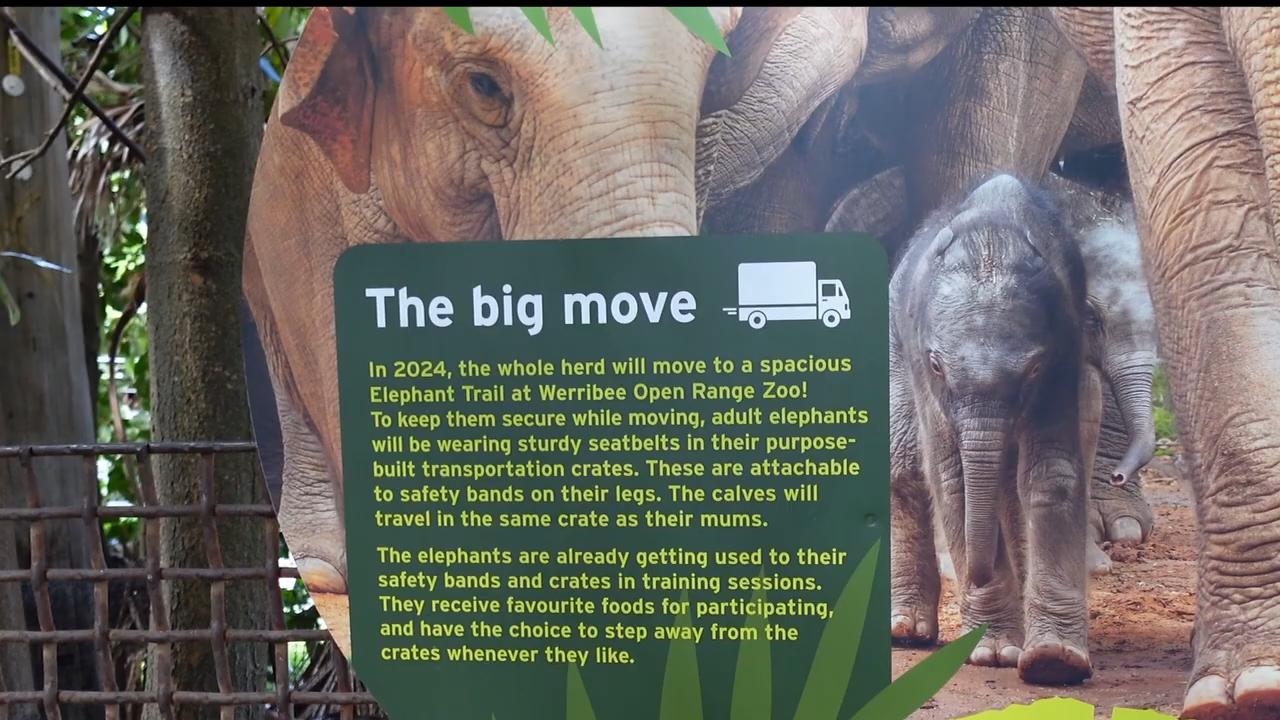 The big move
In 2024, the whole herd will move to a spacious
Elephant Trail at Werribee Open Range Zoo!
To keep them secure while moving, adult elephants
will be wearing sturdy seatbelts in their purpose-
built transportation crates. These are attachable
to safety bands on their legs. The calves will
travel in the same crate as their mums.
The elephants are already getting used to their
safety bands and crates in training sessions.
They receive favourite foods for participating,
and have the choice to step away from the
crates whenever they like.